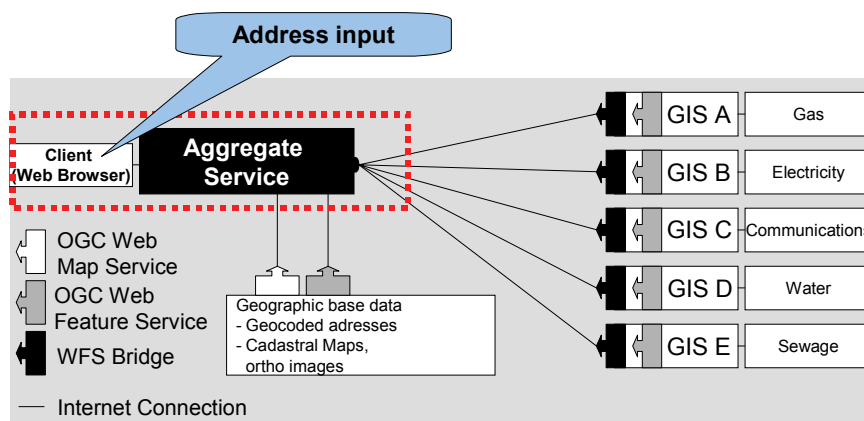 Address input
Client
(Web Browser)
Aggregate
Service
GIS A
Gas
GIS B
Electricity
GIS C
Communications
GIS D
Water
GIS E
Sewage
OGC Web
Map Service
OGC Web
Feature Service
WFS Bridge
Internet Connection
Geographic base data
- Geocoded adresses
- Cadastral Maps,
ortho images